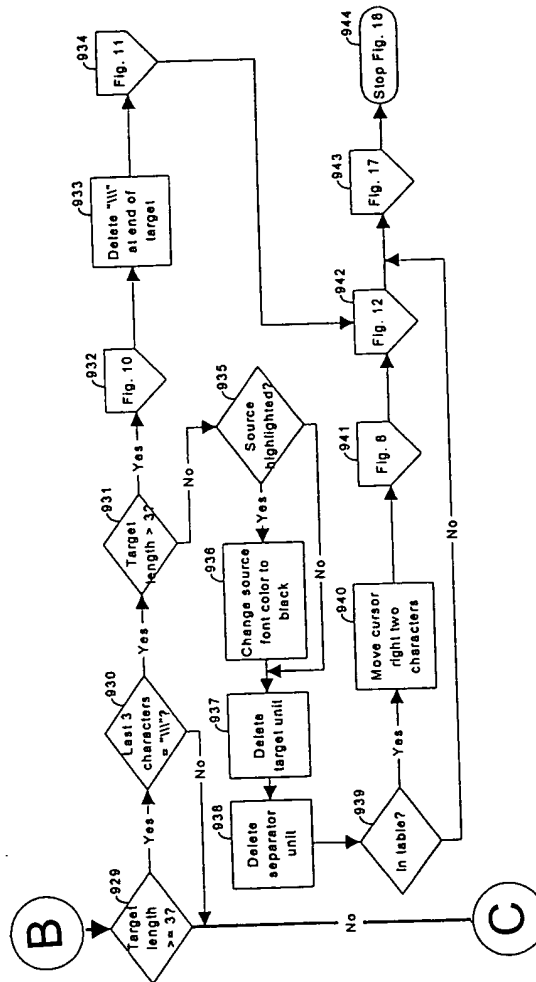 B
929
Target
length
>= 3?
Yes
930
Last 3
characters
= "\\\"?
Yes
931
Target
length > 3?
Yes
932
Fig. 10
933
Delete "\\\"
at end of
target
934
Fig. 11
No
935
Source
highlighted?
Yes
No
936
Change source
font color to
black
937
Delete
target unit
938
Delete
separator
unit
939
In table?
Yes
No
940
Move cursor
right two
characters
941
Fig. 8
942
Fig. 12
943
Fig. 17
944
Stop Fig. 18
No
No
C